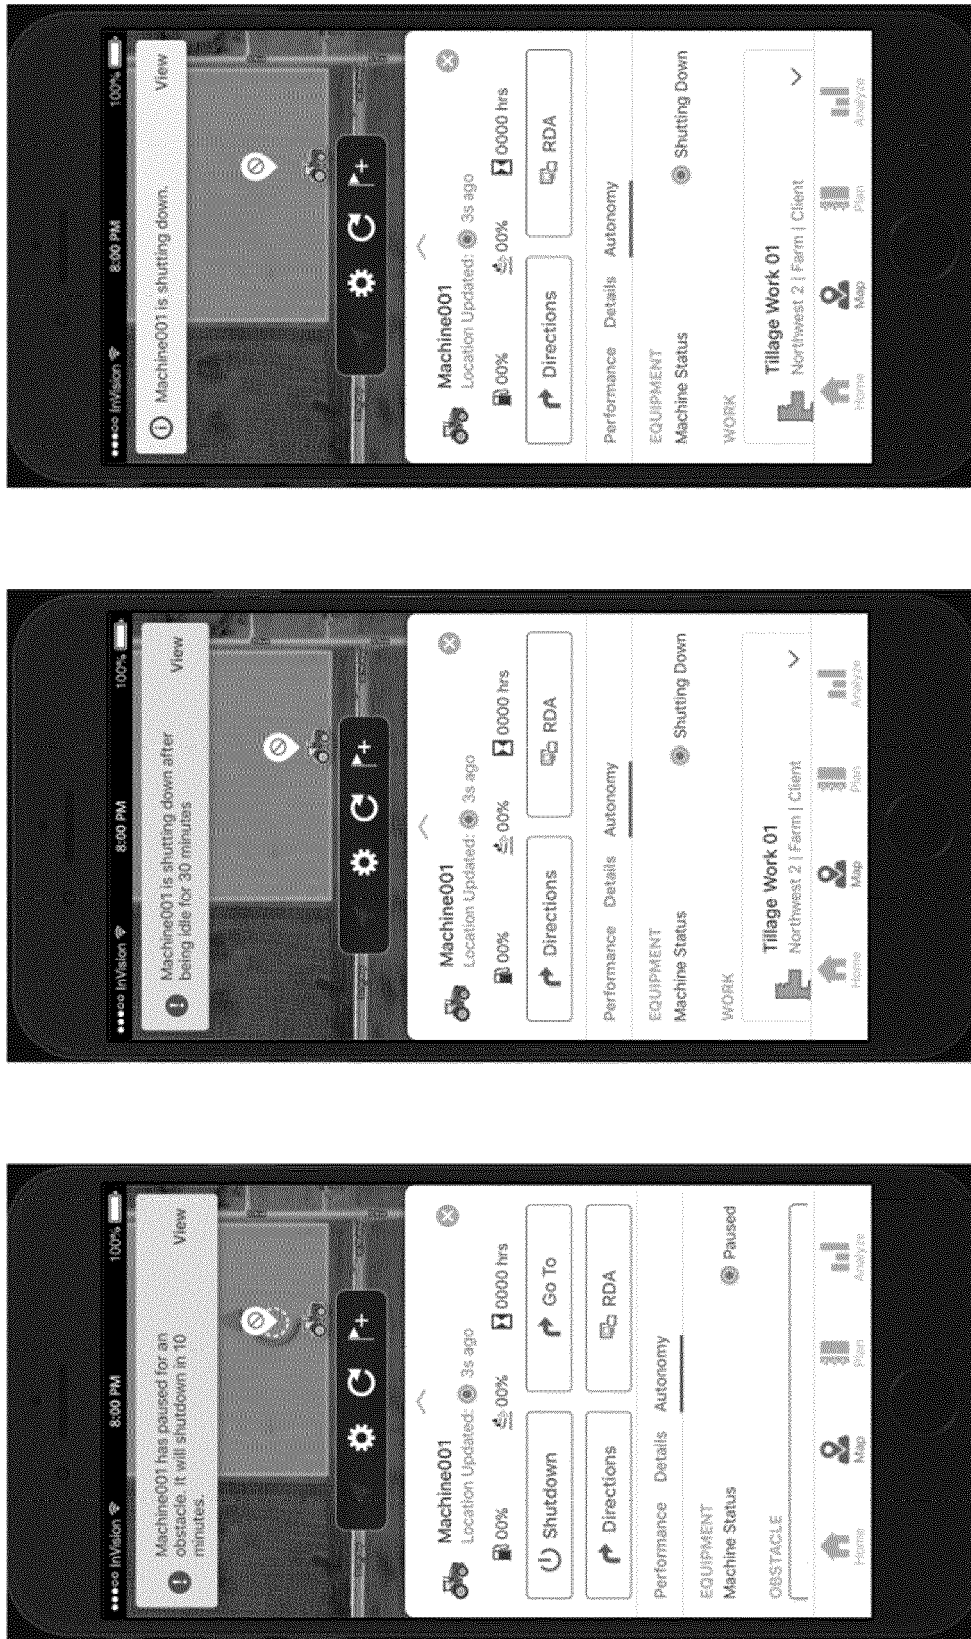 InVision 8:00 PM 100%
Machine001 has paused for an
obstacle. It will shutdown in 10
minutes.
View
Machine001
Location Updated: 3s ago
00% 00% 0000 hrs
Shutdown Go To
Directions RDA
Performance Details Autonomy
EQUIPMENT
Machine Status Paused
OBSTACLE
Home Map Plan Analyze
InVision 8:00 PM 100%
Machine001 is shutting down after
being idle for 30 minutes
View
Machine001
Location Updated: 3s ago
00% 00% 0000 hrs
Directions RDA
Performance Details Autonomy
EQUIPMENT
Machine Status Shutting Down
WORK
Tillage Work 01
Northwest 2 | Farm | Client
Home Map Plan Analyze
InVision 8:00 PM 100%
Machine001 is shutting down. View
Machine001
Location Updated: 3s ago
00% 00% 0000 hrs
Directions RDA
Performance Details Autonomy
EQUIPMENT
Machine Status Shutting Down
WORK
Tillage Work 01
Northwest 2 | Farm | Client
Home Map Plan Analyze